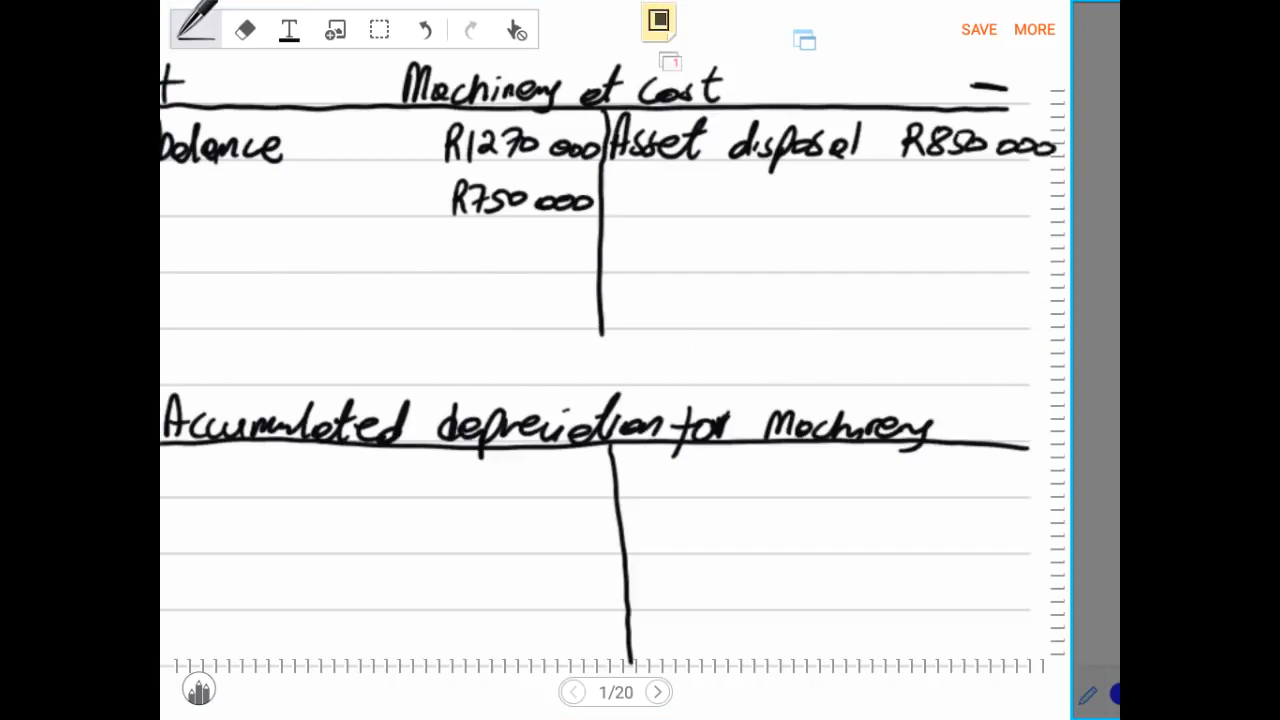 SAVE MORE
1
+ Machinery at cost -
balance R1270 000 Asset disposal R850 000
R750 000
Accumulated depreciation for Machinery
1/20